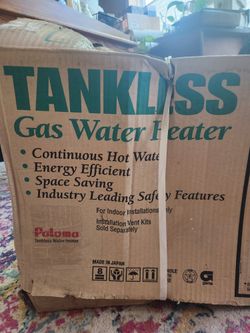 TANKLESS
Gas Water Heater
• Continuous Hot Water
• Energy Efficient
• Space Saving
• Industry Leading Safety Features
For Indoor Installations Only
Installation Vent Kits
Sold Separately
Paloma
Tankless Water Heater
MADE IN JAPAN